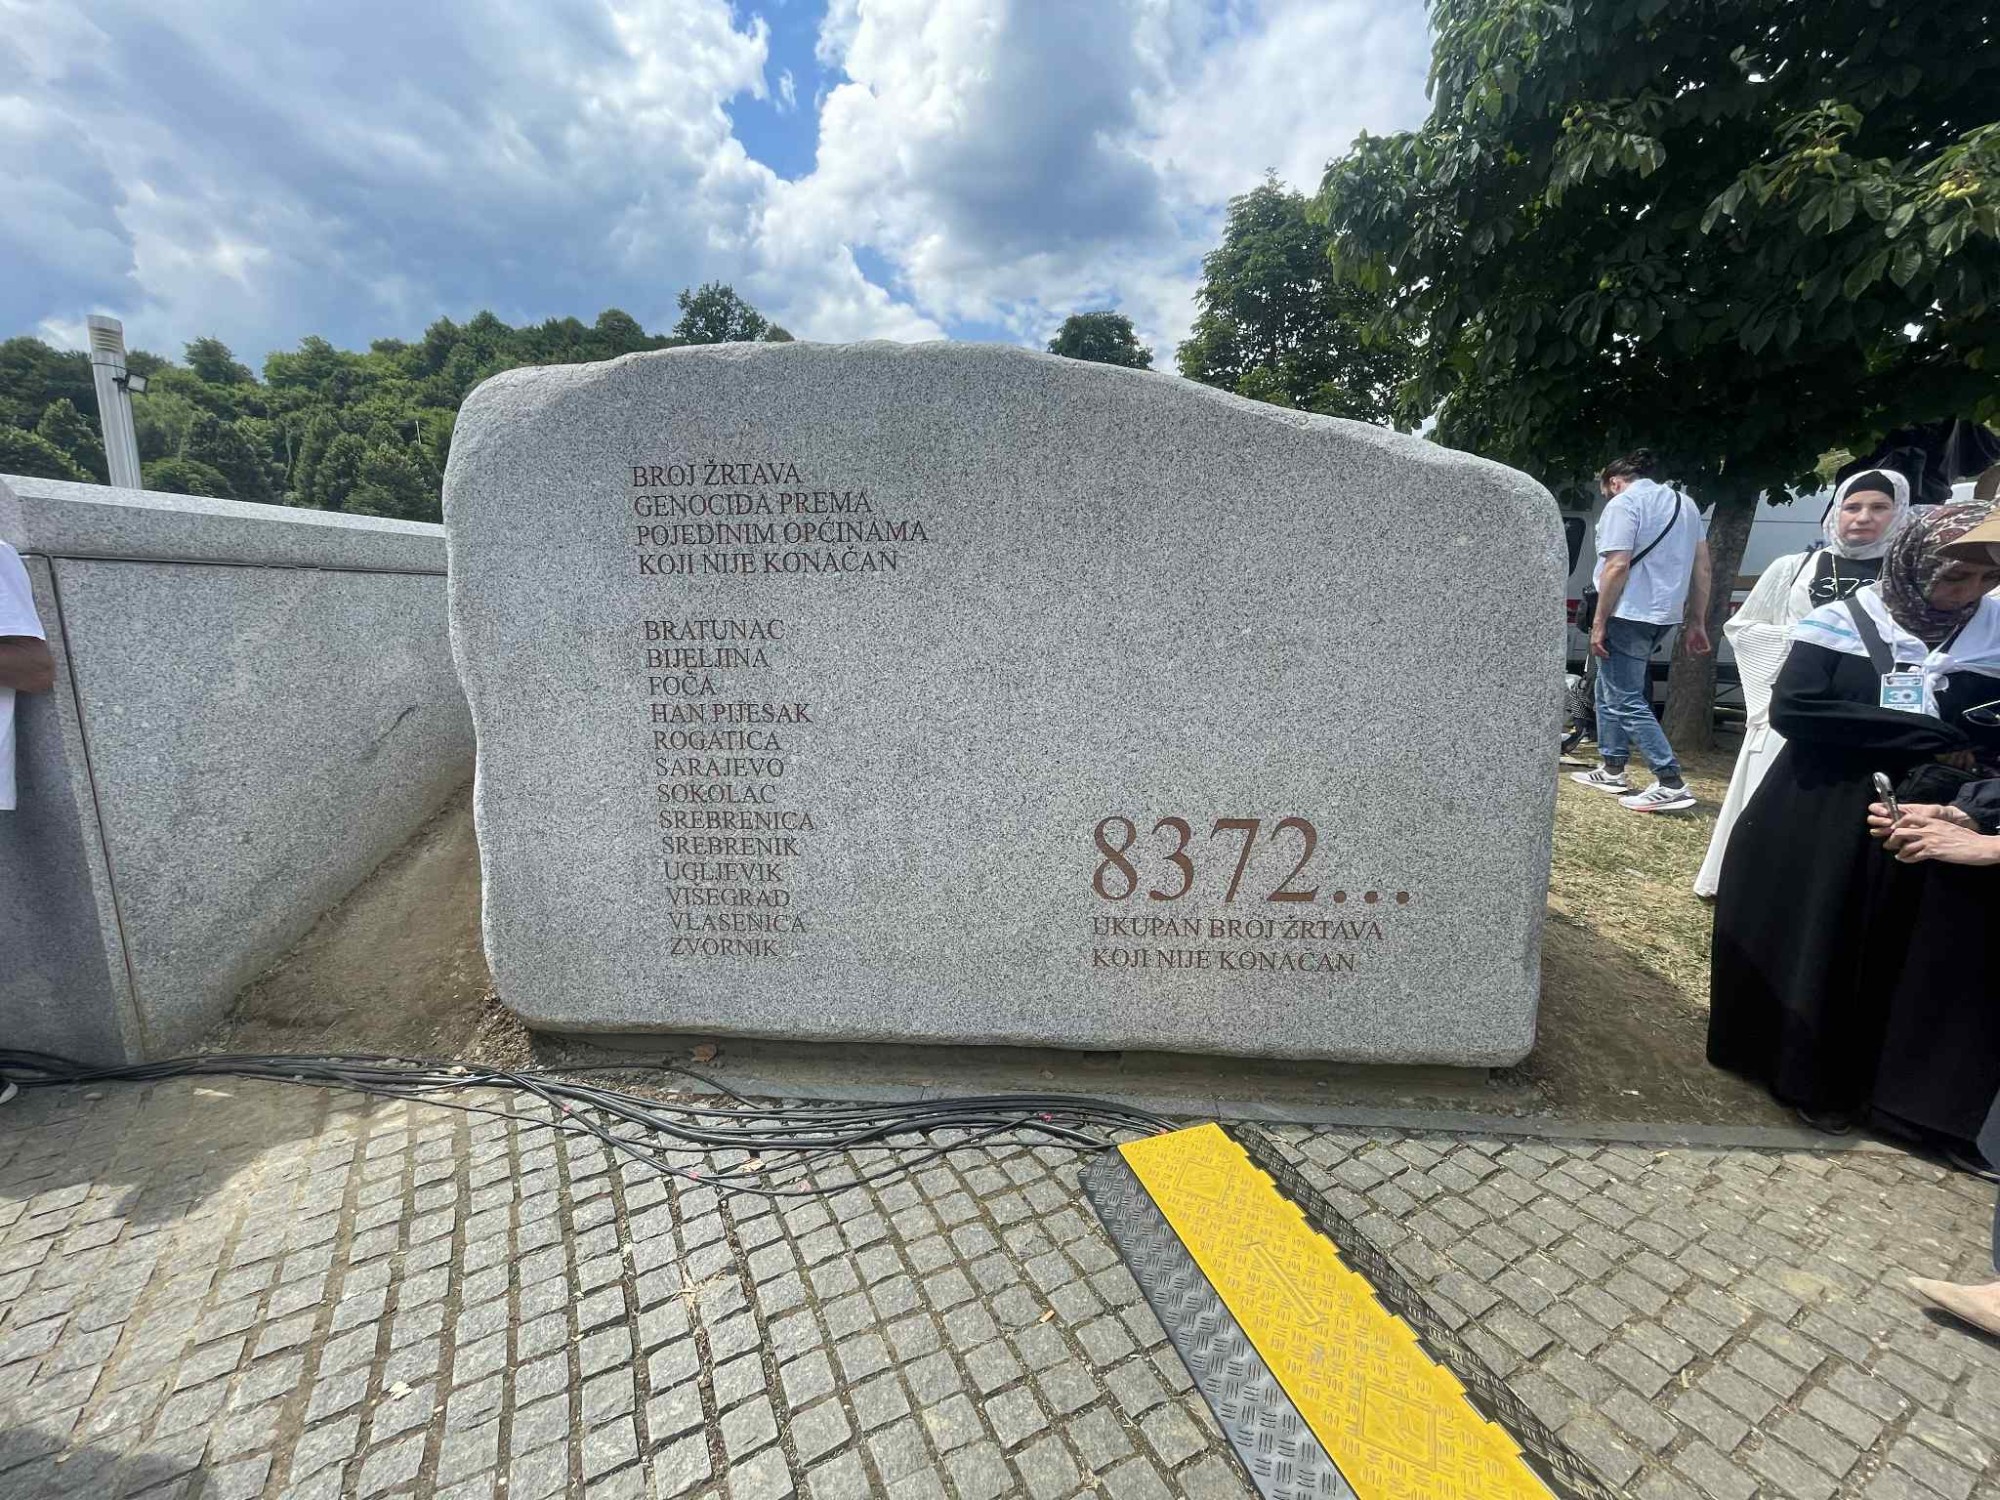 BROJ ŽRTAVA
GENOCIDA PREMA
POJEDINIM OPĆINAMA
KOJI NIJE KONAČAN
BRATUNAC
BIJELJINA
FOČA
HAN PIJESAK
ROGATICA
SARAJEVO
SOKOLAC
SREBRENICA
SREBRENIK
UGLJEVIK
VIŠEGRAD
VLASENICA
ZVORNIK
8372...
UKUPAN BROJ ŽRTAVA
KOJI NIJE KONAČAN